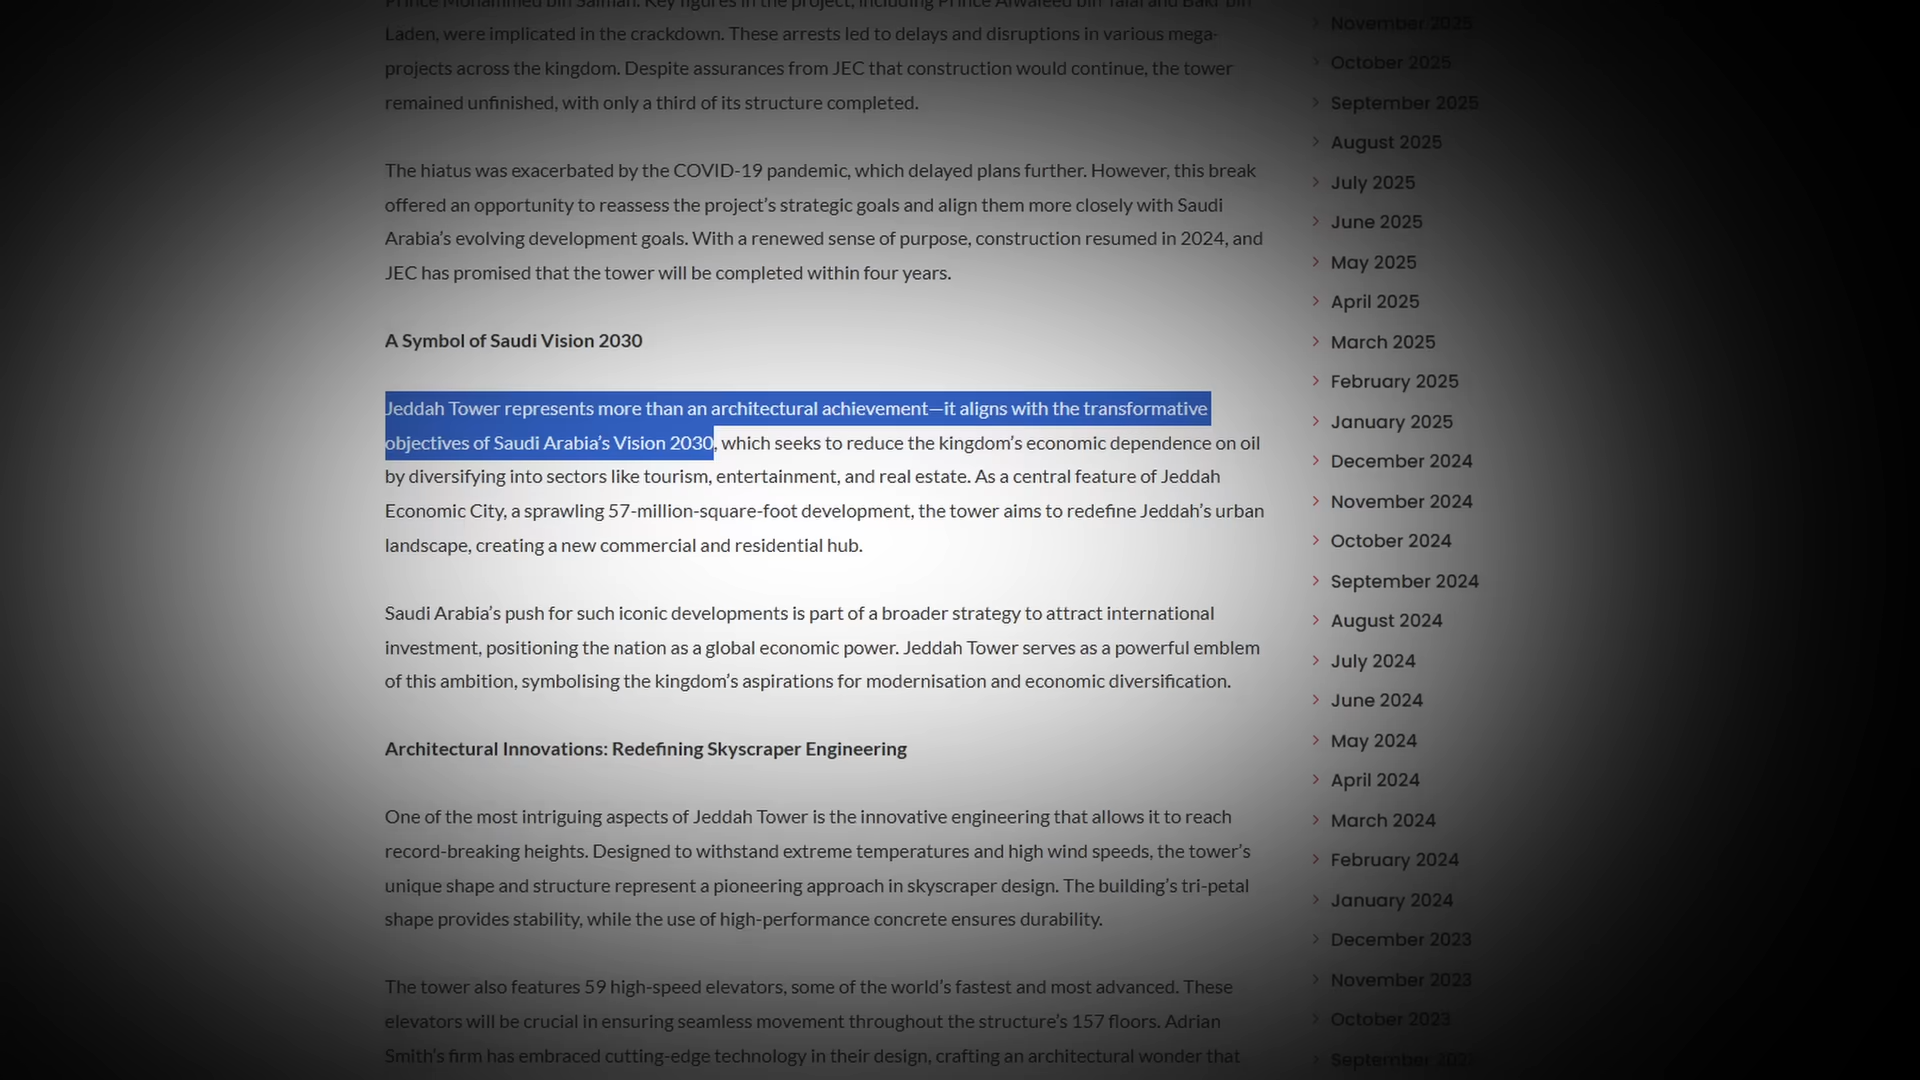 Prince Mohammed bin Salman. Key figures in the project, including Prince Alwaleed bin Talal and Bakr bin
Laden, were implicated in the crackdown. These arrests led to delays and disruptions in various mega-
projects across the kingdom. Despite assurances from JEC that construction would continue, the tower
remained unfinished, with only a third of its structure completed.
The hiatus was exacerbated by the COVID-19 pandemic, which delayed plans further. However, this break
offered an opportunity to reassess the project’s strategic goals and align them more closely with Saudi
Arabia’s evolving development goals. With a renewed sense of purpose, construction resumed in 2024, and
JEC has promised that the tower will be completed within four years.
A Symbol of Saudi Vision 2030
Jeddah Tower represents more than an architectural achievement—it aligns with the transformative
objectives of Saudi Arabia’s Vision 2030, which seeks to reduce the kingdom’s economic dependence on oil
by diversifying into sectors like tourism, entertainment, and real estate. As a central feature of Jeddah
Economic City, a sprawling 57-million-square-foot development, the tower aims to redefine Jeddah’s urban
landscape, creating a new commercial and residential hub.
Saudi Arabia’s push for such iconic developments is part of a broader strategy to attract international
investment, positioning the nation as a global economic power. Jeddah Tower serves as a powerful emblem
of this ambition, symbolising the kingdom’s aspirations for modernisation and economic diversification.
Architectural Innovations: Redefining Skyscraper Engineering
One of the most intriguing aspects of Jeddah Tower is the innovative engineering that allows it to reach
record-breaking heights. Designed to withstand extreme temperatures and high wind speeds, the tower’s
unique shape and structure represent a pioneering approach in skyscraper design. The building’s tri-petal
shape provides stability, while the use of high-performance concrete ensures durability.
The tower also features 59 high-speed elevators, some of the world’s fastest and most advanced. These
elevators will be crucial in ensuring seamless movement throughout the structure’s 157 floors. Adrian
Smith’s firm has embraced cutting-edge technology in their design, crafting an architectural wonder that
November 2025
October 2025
September 2025
August 2025
July 2025
June 2025
May 2025
April 2025
March 2025
February 2025
January 2025
December 2024
November 2024
October 2024
September 2024
August 2024
July 2024
June 2024
May 2024
April 2024
March 2024
February 2024
January 2024
December 2023
November 2023
October 2023
September